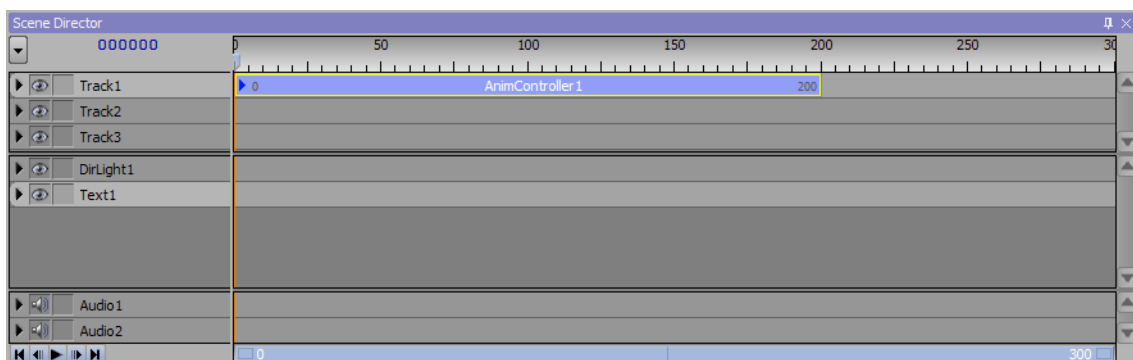 Scene Director
000000 0 50 100 150 200 250 30
Track1 0 AnimController1 200
Track2
Track3
DirLight1
Text1
Audio1
Audio2
0 300